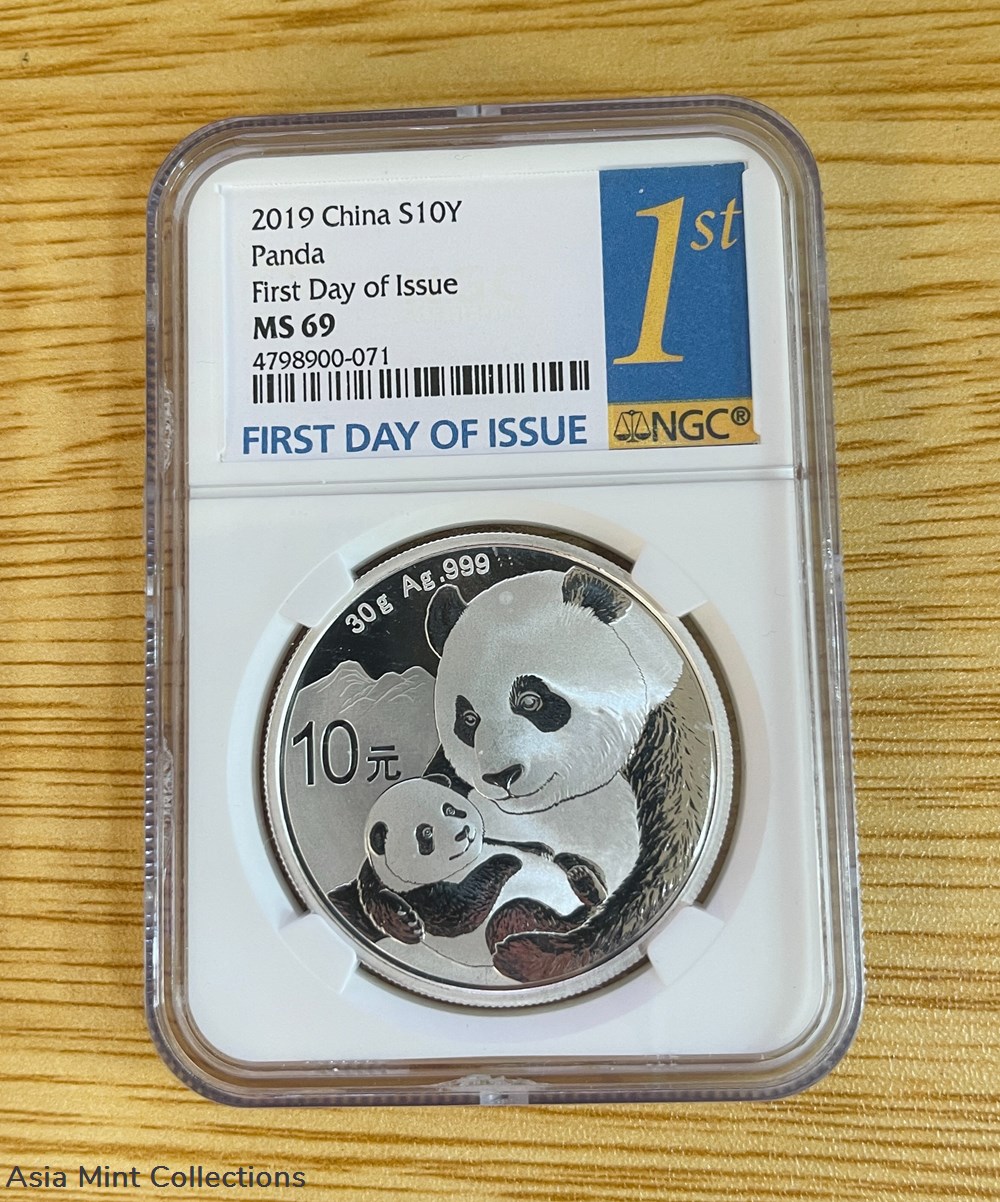 2019 China S10Y
Panda
First Day of Issue
MS 69
4798900-071
FIRST DAY OF ISSUE
1st
NGC®
30g Ag.999
10元
Asia Mint Collections